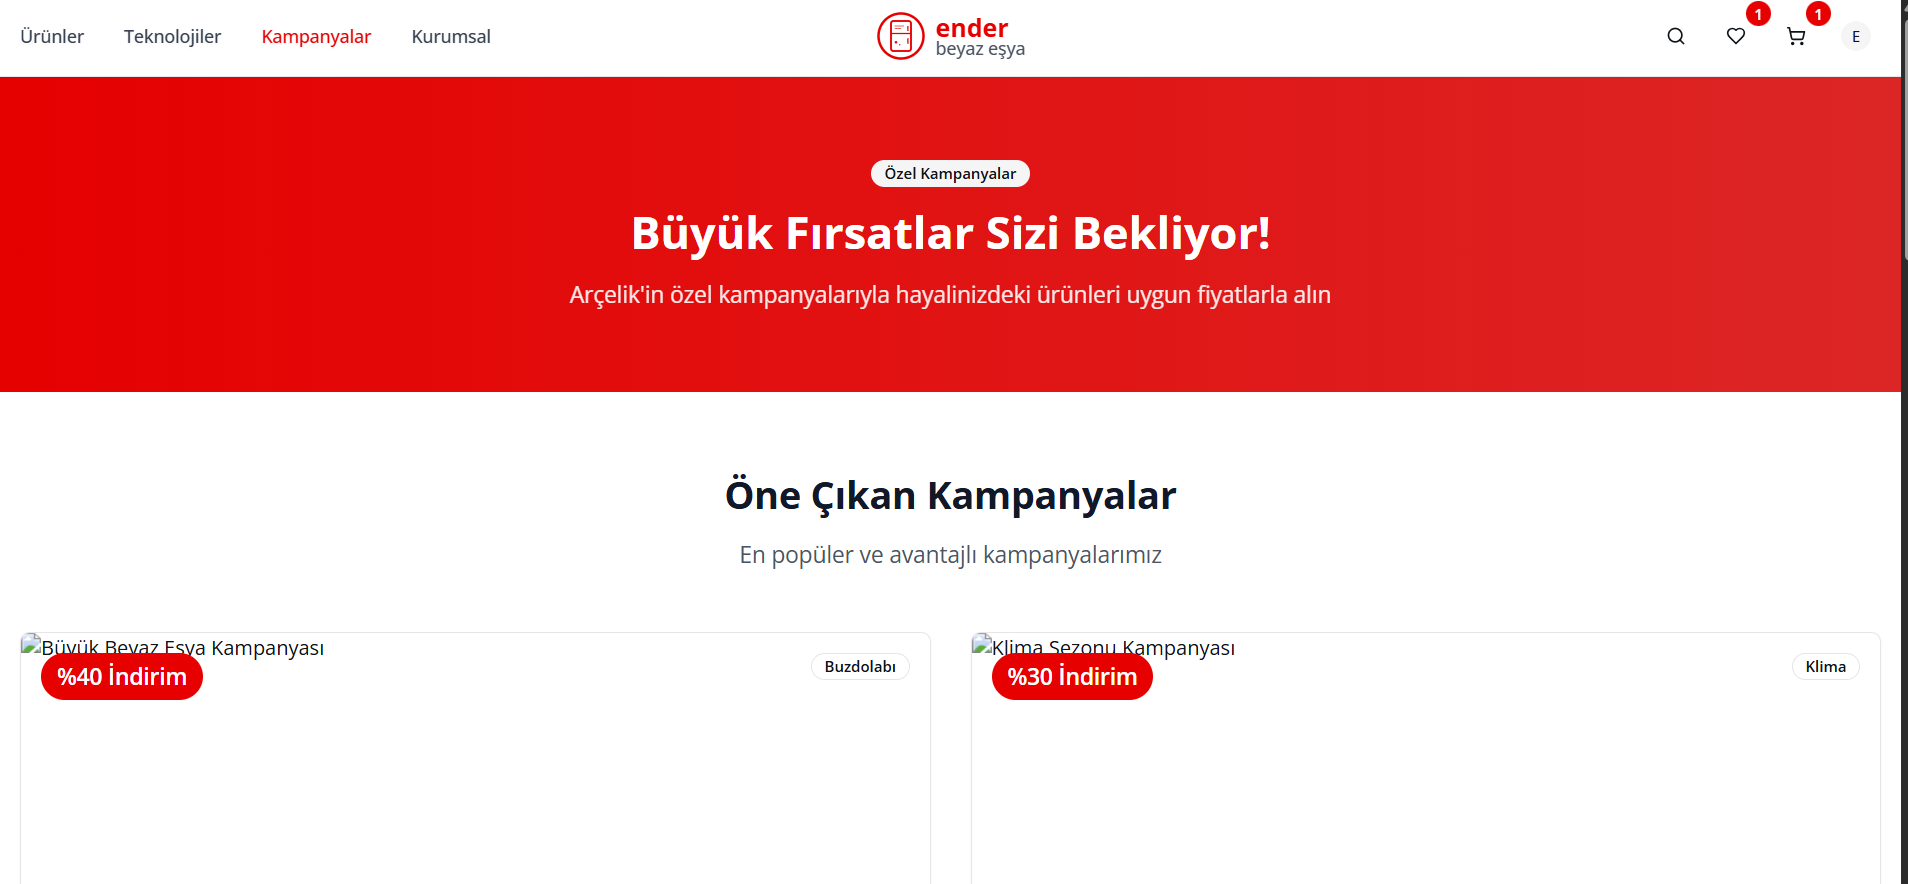 Ürünler Teknolojiler Kampanyalar Kurumsal
ender
beyaz eşya
1
1
E
Özel Kampanyalar
Büyük Fırsatlar Sizi Bekliyor!
Arçelik'in özel kampanyalarıyla hayalinizdeki ürünleri uygun fiyatlarla alın
Öne Çıkan Kampanyalar
En popüler ve avantajlı kampanyalarımız
Büyük Beyaz Eşya Kampanyası
%40 İndirim
Buzdolabı
Klima Sezonu Kampanyası
%30 İndirim
Klima